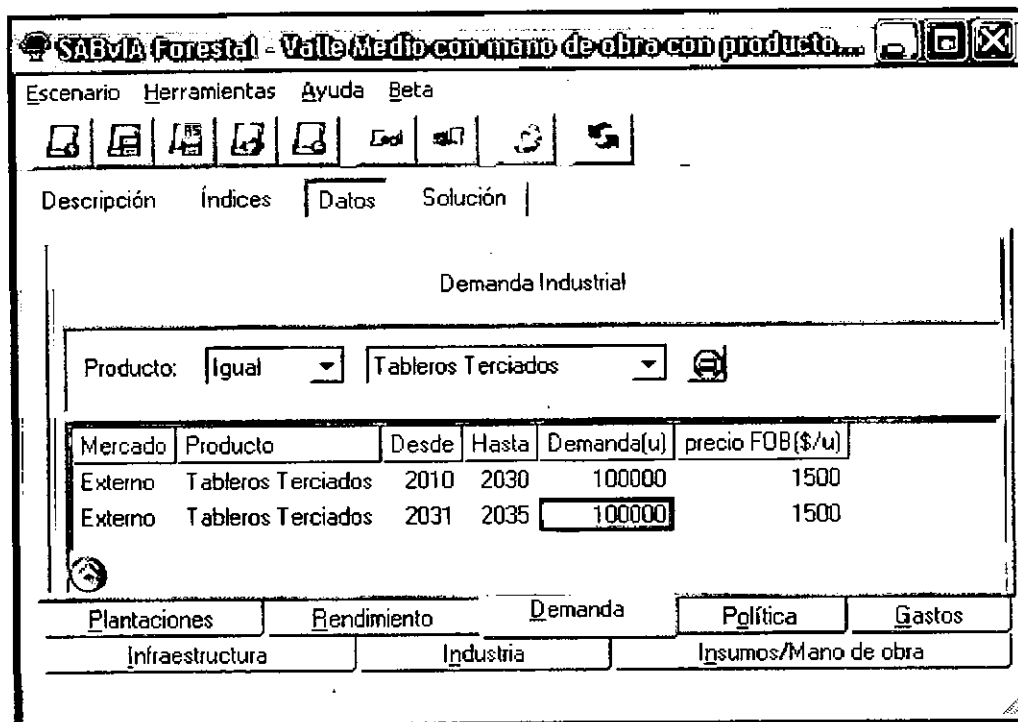 SABvIA Forestal - Valle Medio con mano de obra con producto...
Escenario Herramientas Ayuda Beta
Descripción Índices Datos Solución
Demanda Industrial
Producto: Igual Tableros Terciados
Mercado Producto Desde Hasta Demanda(u) precio FOB($/u)
Externo Tableros Terciados 2010 2030 100000 1500
Externo Tableros Terciados 2031 2035 100000 1500
Plantaciones Rendimiento Demanda Política Gastos
Infraestructura Industria Insumos/Mano de obra